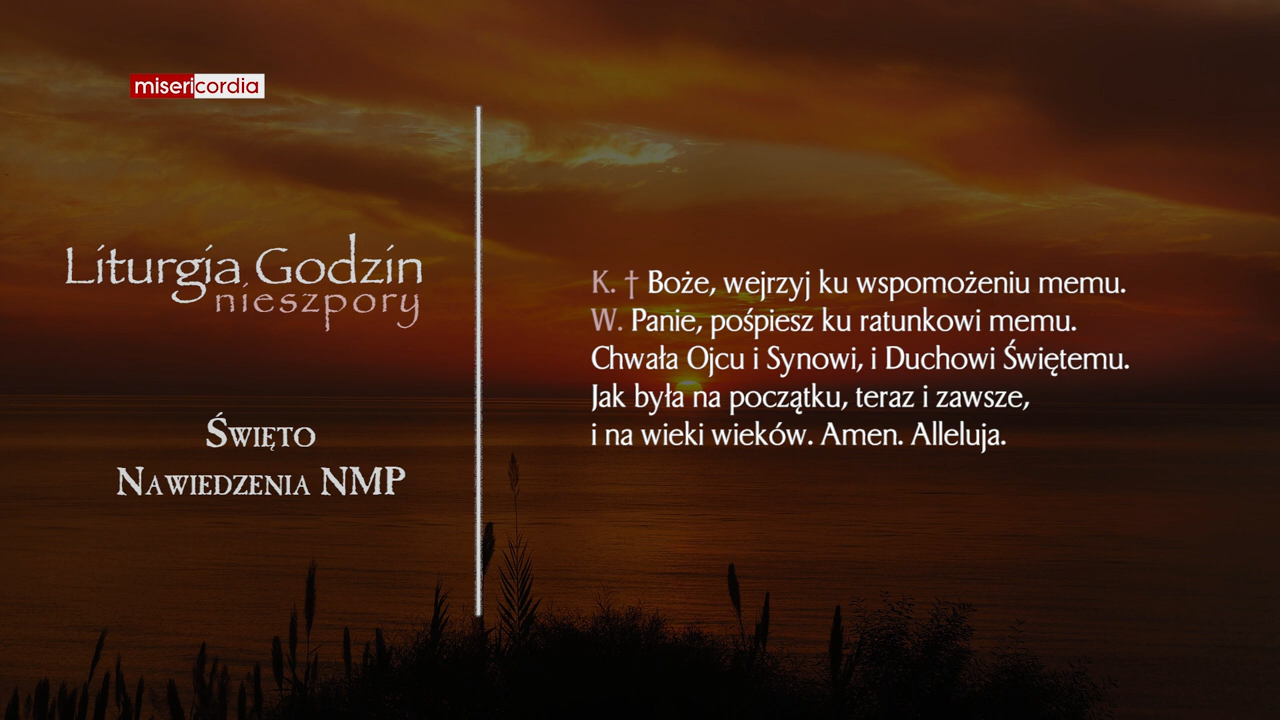 misericordia
Liturgia Godzin
nieszpory
Święto
Nawiedzenia NMP
K. † Boże, wejrzyj ku wspomożeniu memu.
W. Panie, pośpiesz ku ratunkowi memu.
Chwała Ojcu i Synowi, i Duchowi Świętemu.
Jak była na początku, teraz i zawsze,
i na wieki wieków. Amen. Alleluja.